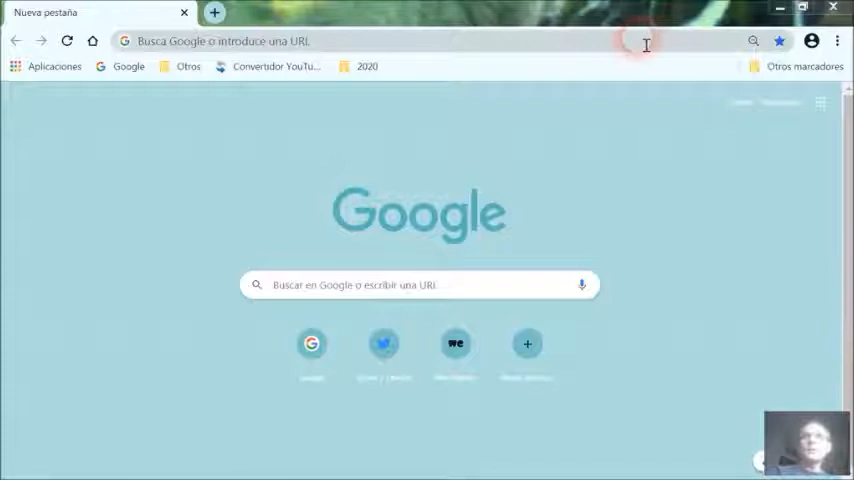 Nueva pestaña
Busca Google o introduce una URL
Aplicaciones
Google
Otros
Convertidor YouTu...
2020
Otros marcadores
Google
Buscar en Google o escribir una URL
we